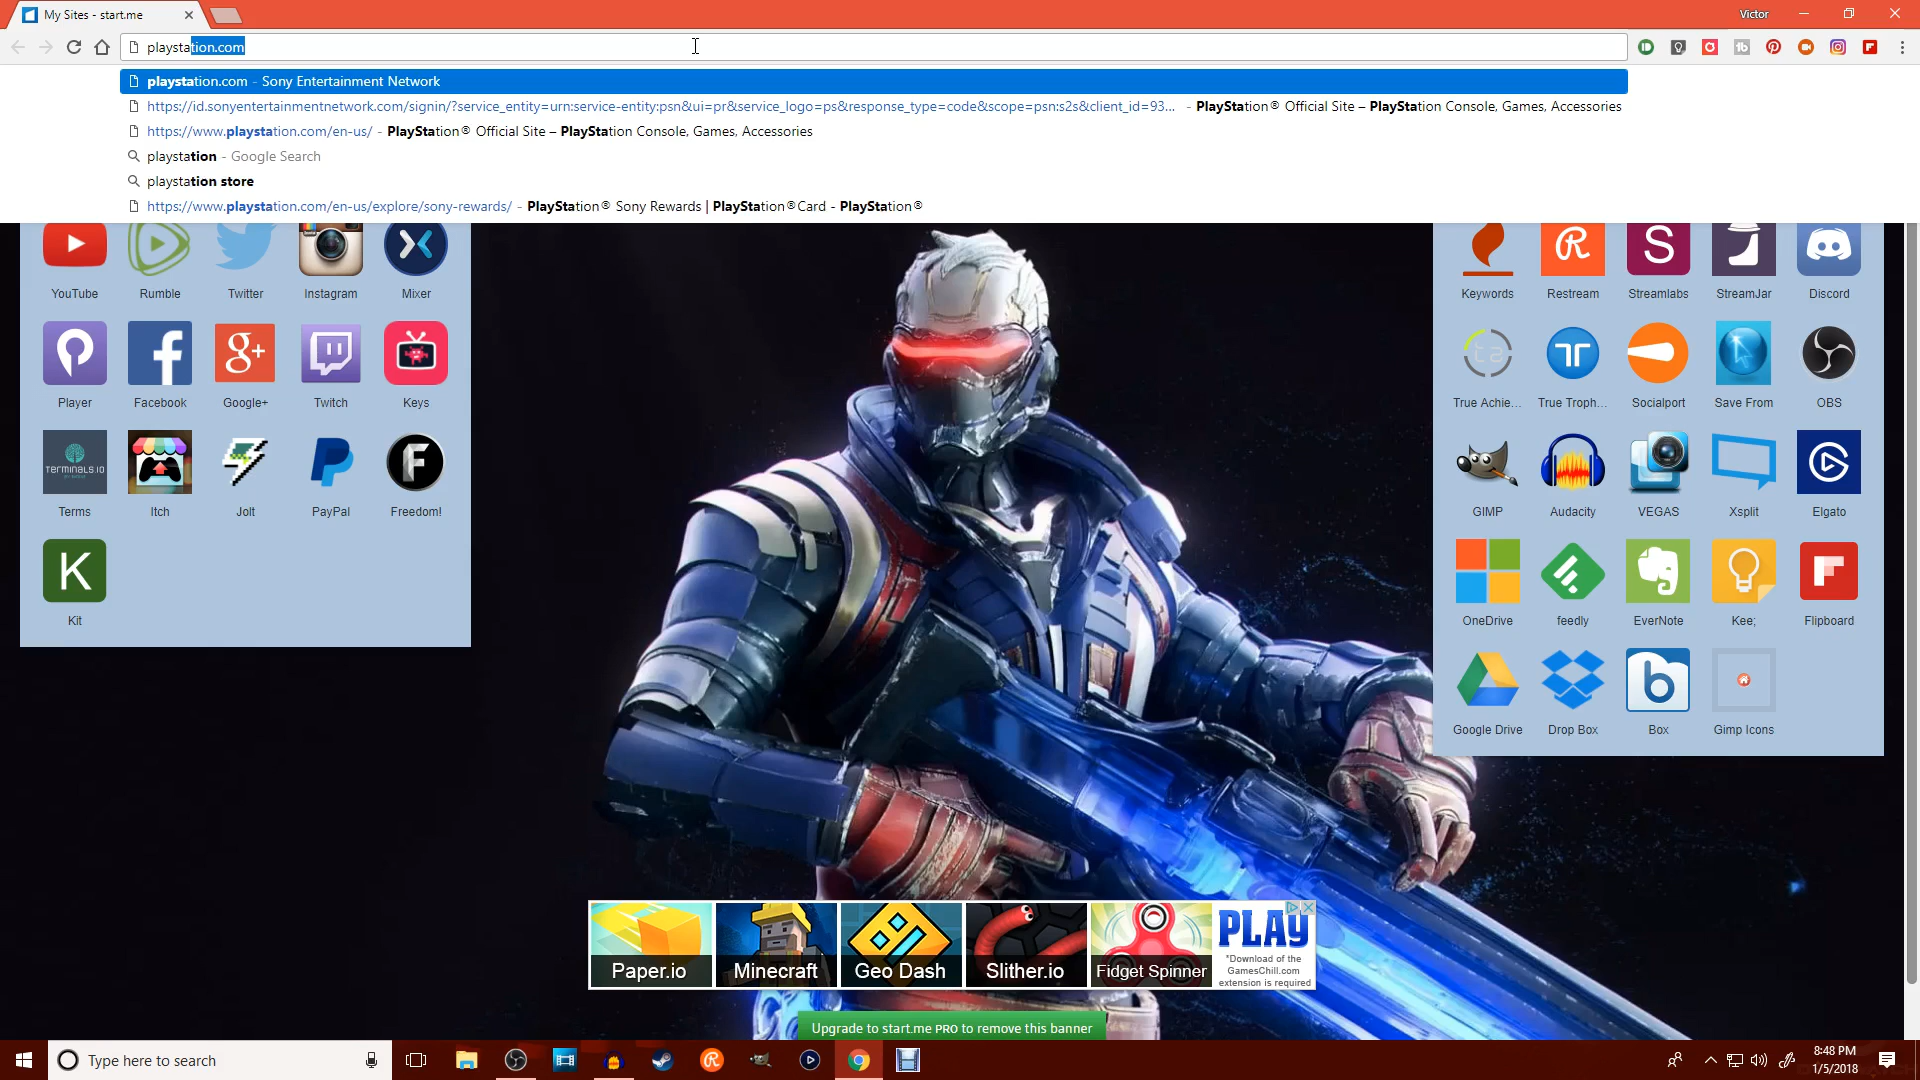 My Sites - start.me
Victor
playstation.com
playstation.com - Sony Entertainment Network
https://id.sonyentertainmentnetwork.com/signin/?service_entity=urn:service-entity:psn&ui=pr&service_logo=ps&response_type=code&scope=psn:s2s&client_id=93... - PlayStation® Official Site – PlayStation Console, Games, Accessories
https://www.playstation.com/en-us/ - PlayStation® Official Site – PlayStation Console, Games, Accessories
playstation - Google Search
playstation store
https://www.playstation.com/en-us/explore/sony-rewards/ - PlayStation® Sony Rewards | PlayStation®Card - PlayStation®
YouTube Rumble Twitter Instagram Mixer
Player Facebook Google+ Twitch Keys
TERMINALS.IO
Terms Itch Jolt PayPal Freedom!
Kit
Keywords Restream Streamlabs StreamJar Discord
True Achie... True Troph... Socialport Save From OBS
GIMP Audacity VEGAS Xsplit Elgato
OneDrive feedly EverNote Kee; Flipboard
Google Drive Drop Box Box Gimp Icons
Paper.io Minecraft Geo Dash Slither.io Fidget Spinner
PLAY
*Download of the
GamesChill.com
extension is required
Upgrade to start.me PRO to remove this banner
Type here to search
8:48 PM
1/5/2018